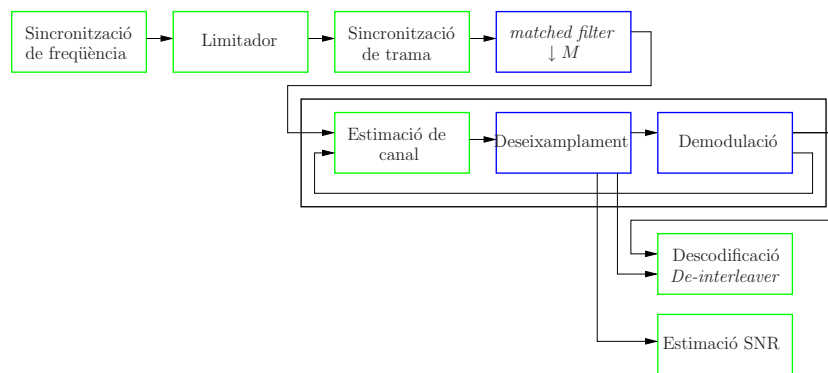 Sincronització
de freqüència
Limitador
Sincronització
de trama
matched filter
↓ M
Estimació de
canal
Deseixamplament
Demodulació
Descodificació
De-interleaver
Estimació SNR